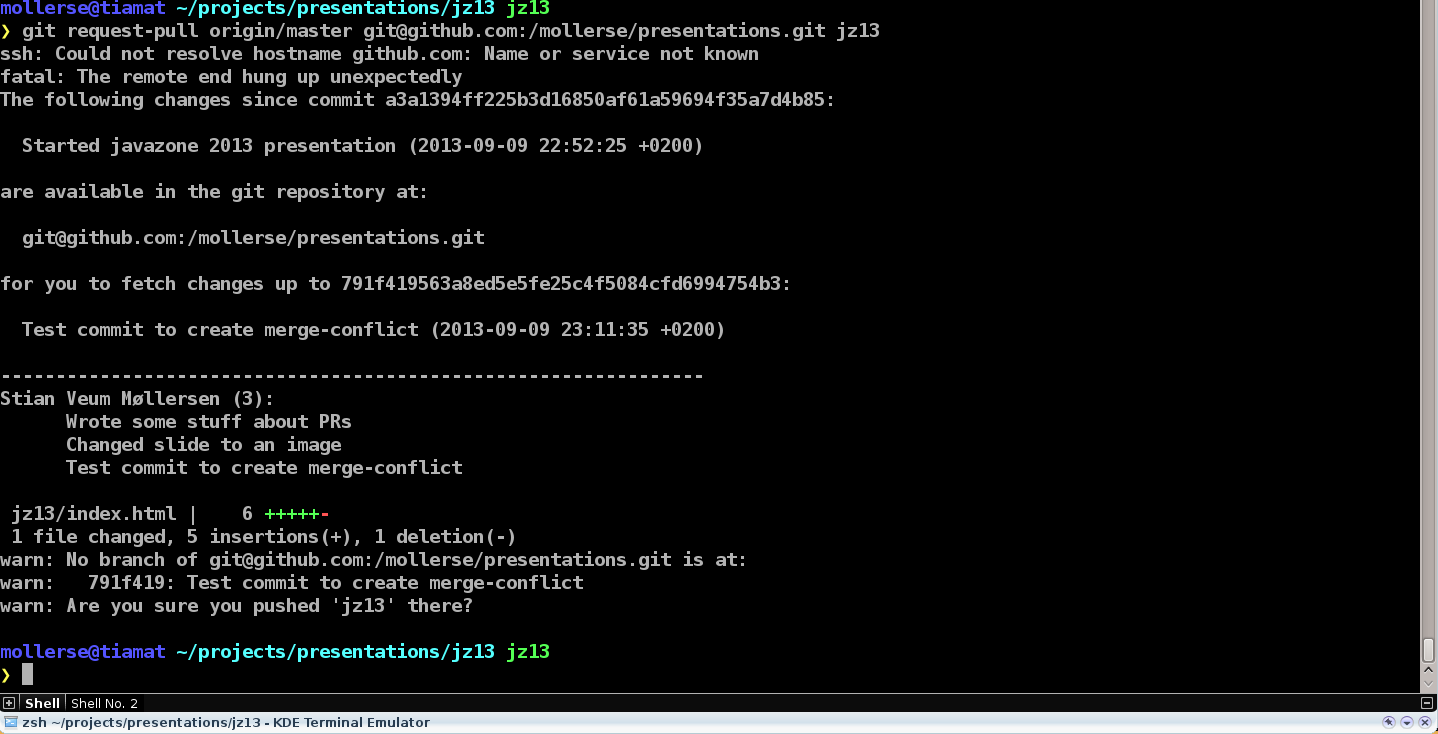 mollerse@tiamat ~/projects/presentations/jz13 jz13
❯ git request-pull origin/master git@github.com:/mollerse/presentations.git jz13
ssh: Could not resolve hostname github.com: Name or service not known
fatal: The remote end hung up unexpectedly
The following changes since commit a3a1394ff225b3d16850af61a59694f35a7d4b85:

  Started javazone 2013 presentation (2013-09-09 22:52:25 +0200)

are available in the git repository at:

  git@github.com:/mollerse/presentations.git

for you to fetch changes up to 791f419563a8ed5e5fe25c4f5084cfd6994754b3:

  Test commit to create merge-conflict (2013-09-09 23:11:35 +0200)

----------------------------------------------------------------
Stian Veum Møllersen (3):
      Wrote some stuff about PRs
      Changed slide to an image
      Test commit to create merge-conflict

 jz13/index.html |    6 +++++-
 1 file changed, 5 insertions(+), 1 deletion(-)
warn: No branch of git@github.com:/mollerse/presentations.git is at:
warn:   791f419: Test commit to create merge-conflict
warn: Are you sure you pushed 'jz13' there?

mollerse@tiamat ~/projects/presentations/jz13 jz13
❯
Shell Shell No. 2
zsh ~/projects/presentations/jz13 - KDE Terminal Emulator